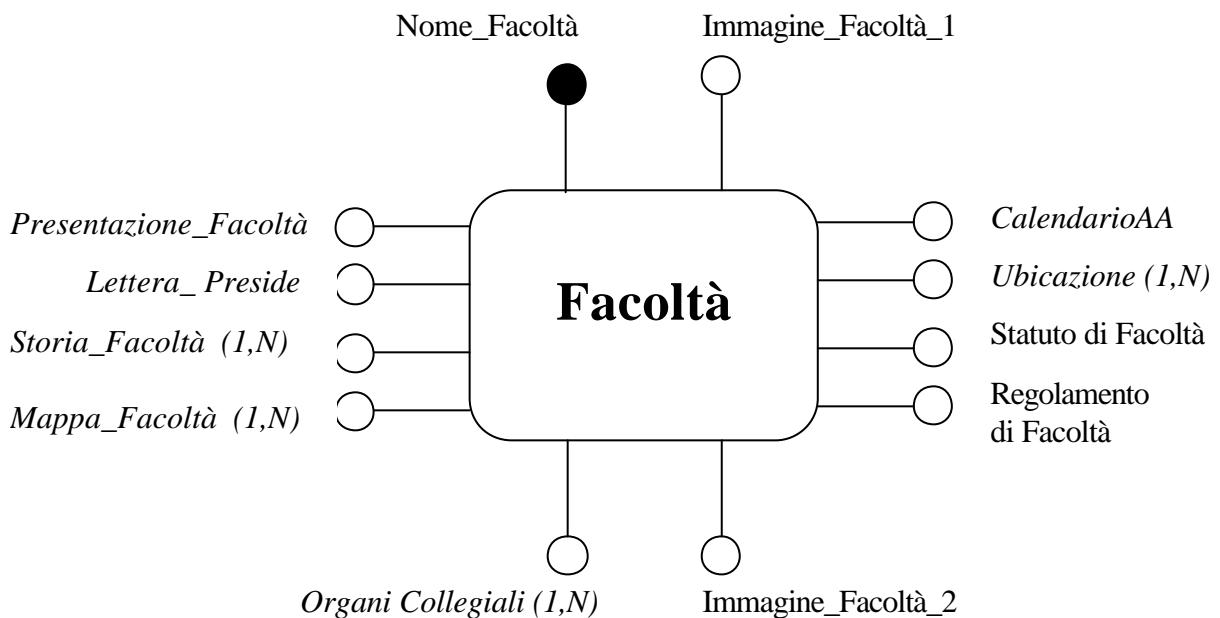 Nome_Facoltà
Immagine_Facoltà_1
Presentazione_Facoltà
Lettera_ Preside
Storia_Facoltà (1,N)
Mappa_Facoltà (1,N)
Facoltà
CalendarioAA
Ubicazione (1,N)
Statuto di Facoltà
Regolamento
di Facoltà
Organi Collegiali (1,N)
Immagine_Facoltà_2